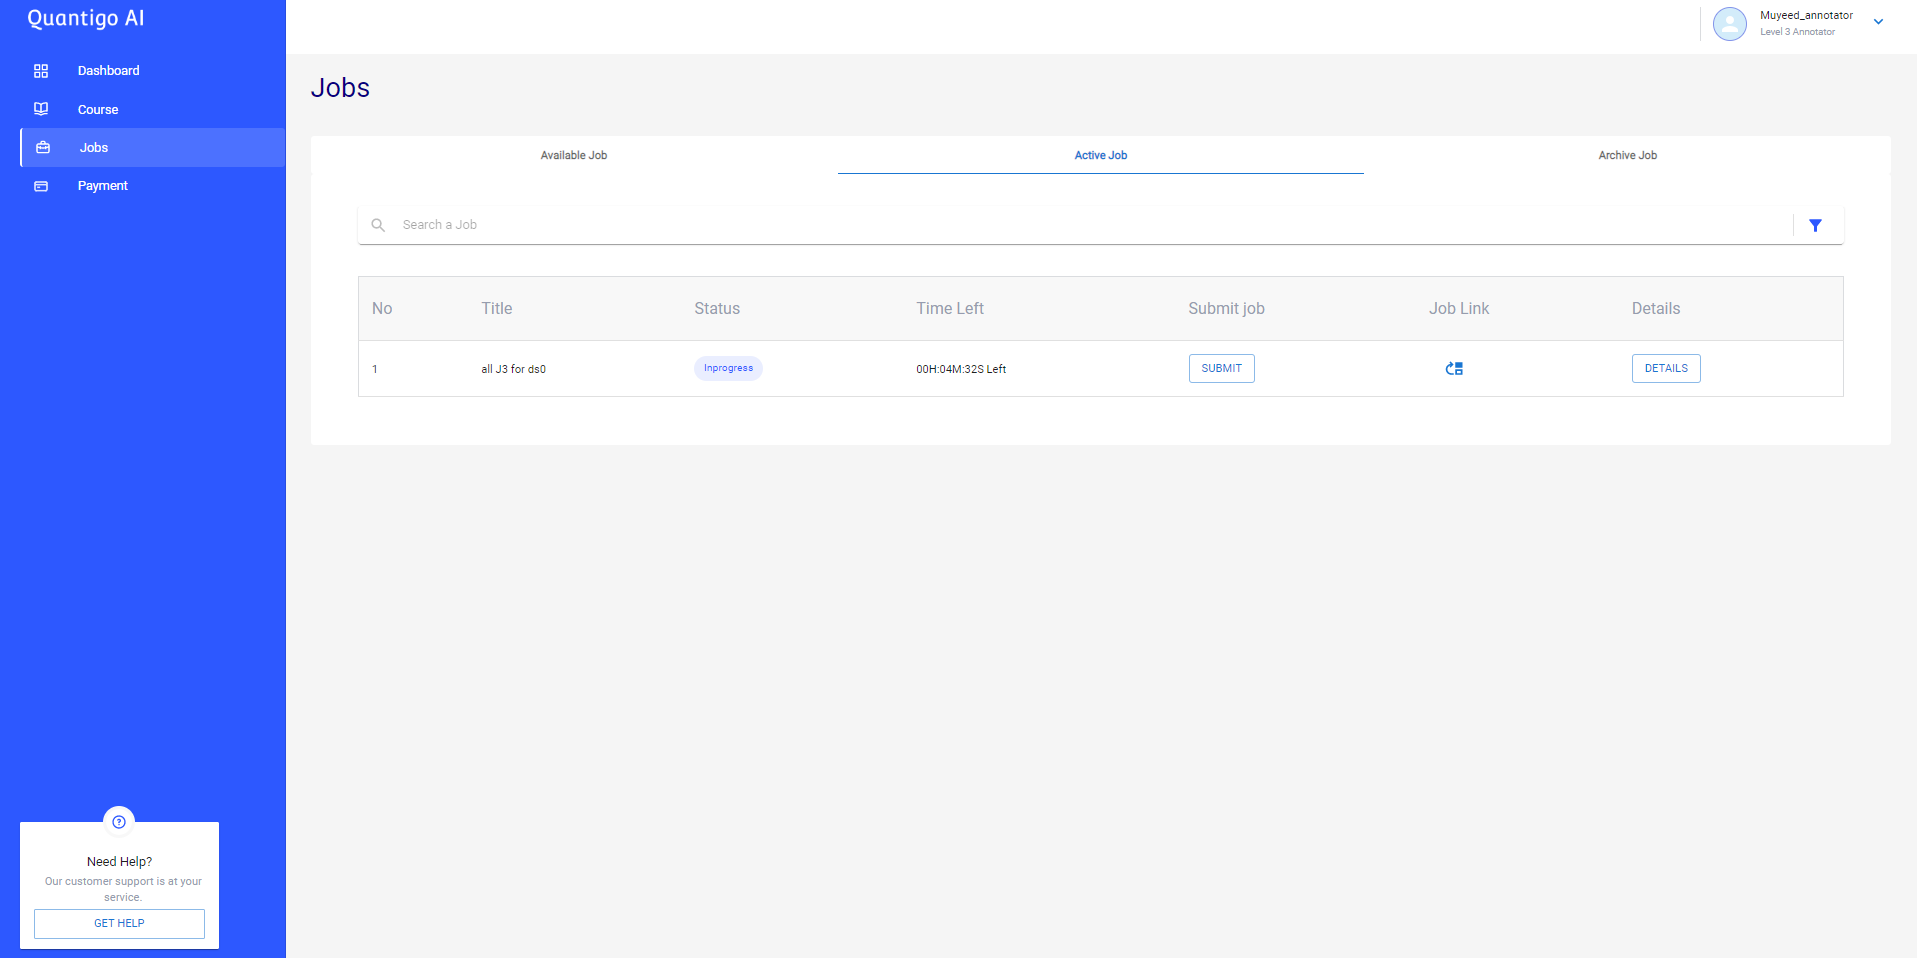 Quantigo AI
Dashboard
Course
Jobs
Payment
Need Help?
Our customer support is at your
service.
GET HELP
Muyeed_annotator
Level 3 Annotator
Jobs
Available Job Active Job Archive Job
Search a Job
No Title Status Time Left Submit job Job Link Details
1 all J3 for ds0 Inprogress 00H:04M:32S Left SUBMIT DETAILS